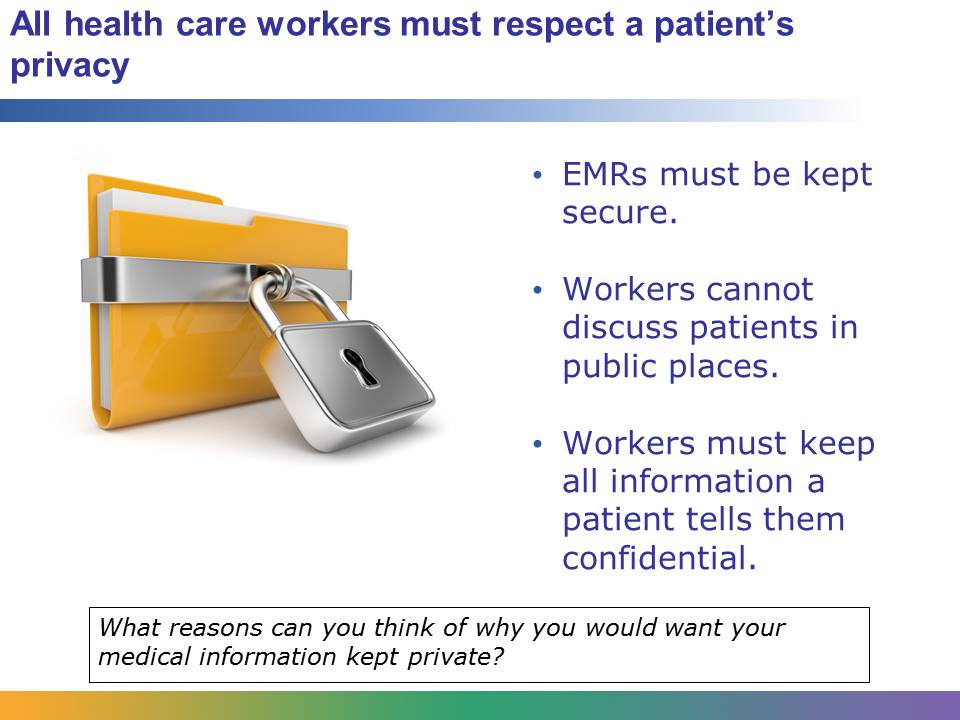 All health care workers must respect a patient’s
privacy
• EMRs must be kept
secure.
• Workers cannot
discuss patients in
public places.
• Workers must keep
all information a
patient tells them
confidential.
What reasons can you think of why you would want your
medical information kept private?